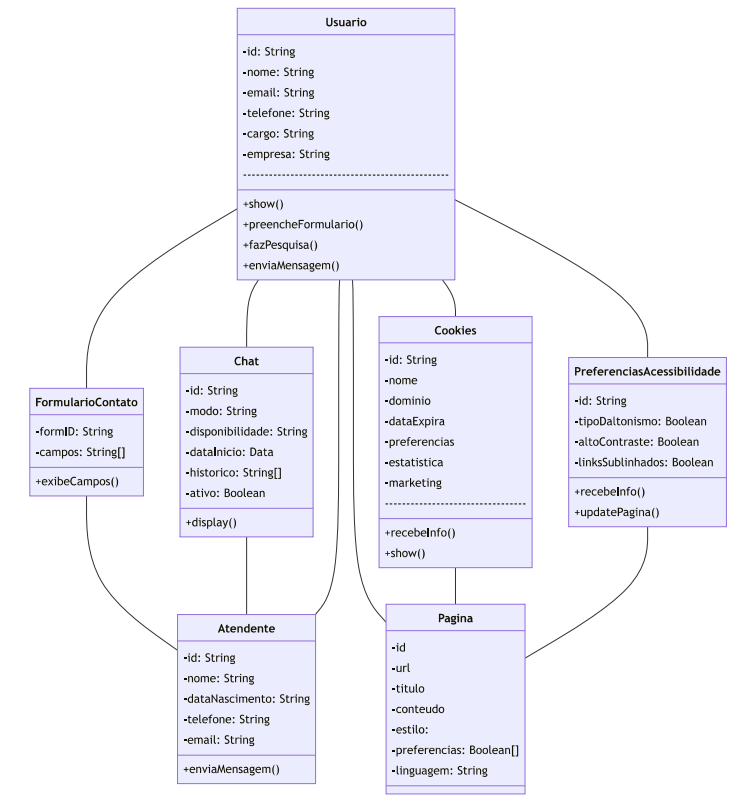 Usuario
-id: String
-nome: String
-email: String
-telefone: String
-cargo: String
-empresa: String
+show()
+preencheFormulario()
+fazPesquisa()
+enviaMensagem()
FormularioContato
-formID: String
-campos: String[]
+exibeCampos()
Chat
-id: String
-modo: String
-disponibilidade: String
-dataInicio: Data
-historico: String[]
-ativo: Boolean
+display()
Cookies
-id: String
-nome
-dominio
-dataExpira
-preferencias
-estatistica
-marketing
+recebeInfo()
+show()
PreferenciasAcessibilidade
-id: String
-tipoDaltonismo: Boolean
-altoContraste: Boolean
-linksSublinhados: Boolean
+recebeInfo()
+updatePagina()
Atendente
-id: String
-nome: String
-dataNascimento: String
-telefone: String
-email: String
+enviaMensagem()
Pagina
-id
-url
-titulo
-conteudo
-estilo:
-preferencias: Boolean[]
-linguagem: String